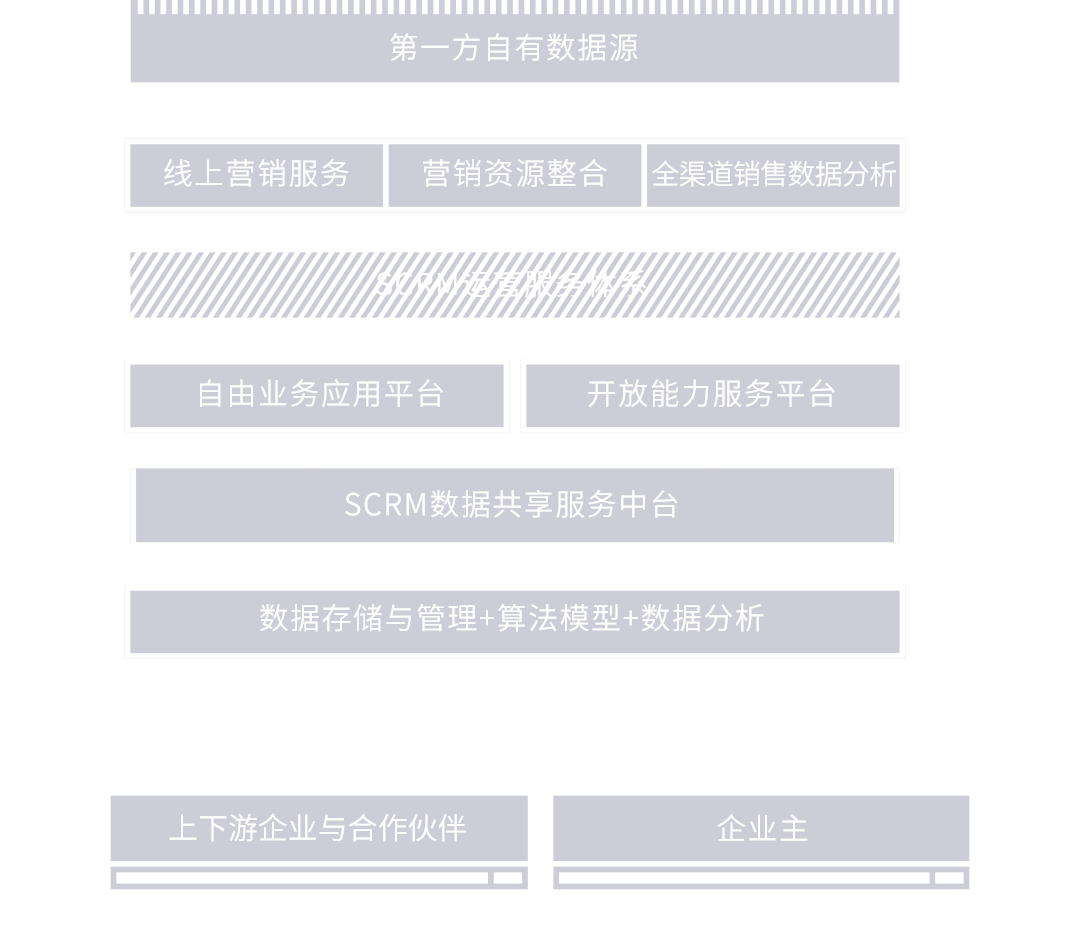 第一方自有数据源
线上营销服务
营销资源整合
全渠道销售数据分析
SCRM运营服务体系
自由业务应用平台
开放能力服务平台
SCRM数据共享服务中台
数据存储与管理+算法模型+数据分析
上下游企业与合作伙伴
企业主